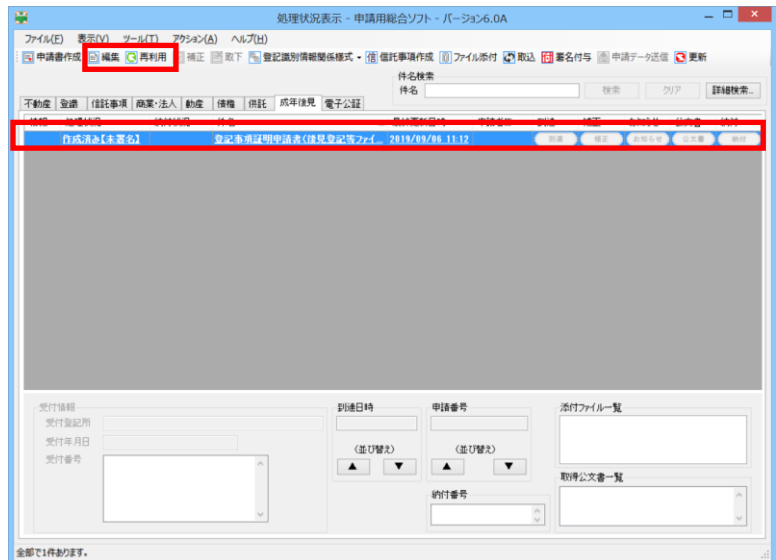 処理状況表示 - 申請用総合ソフト - バージョン6.0A
ファイル(F) 表示(V) ツール(T) アクション(A) ヘルプ(H)
申請書作成 編集 再利用 補正 取下 登記識別情報関係様式 信託事項作成 ファイル添付 取込 署名付与 申請データ送信 更新
件名検索
件名 検索 クリア 詳細検索..
不動産 登識 信託事項 商業・法人 動産 債権 供託 成年後見 電子公証
作成済み【未署名】 登記事項証明申請書(後見登記等ファイ... 2019/09/06 11:12 到達 補正 お知らせ 公文書 納付
受付情報 到達日時 申請番号 添付ファイル一覧
受付登記所
受付年月日
受付番号
(並び替え) (並び替え)
▲ ▼ ▲ ▼
取得公文書一覧
納付番号
全部で1件あります。